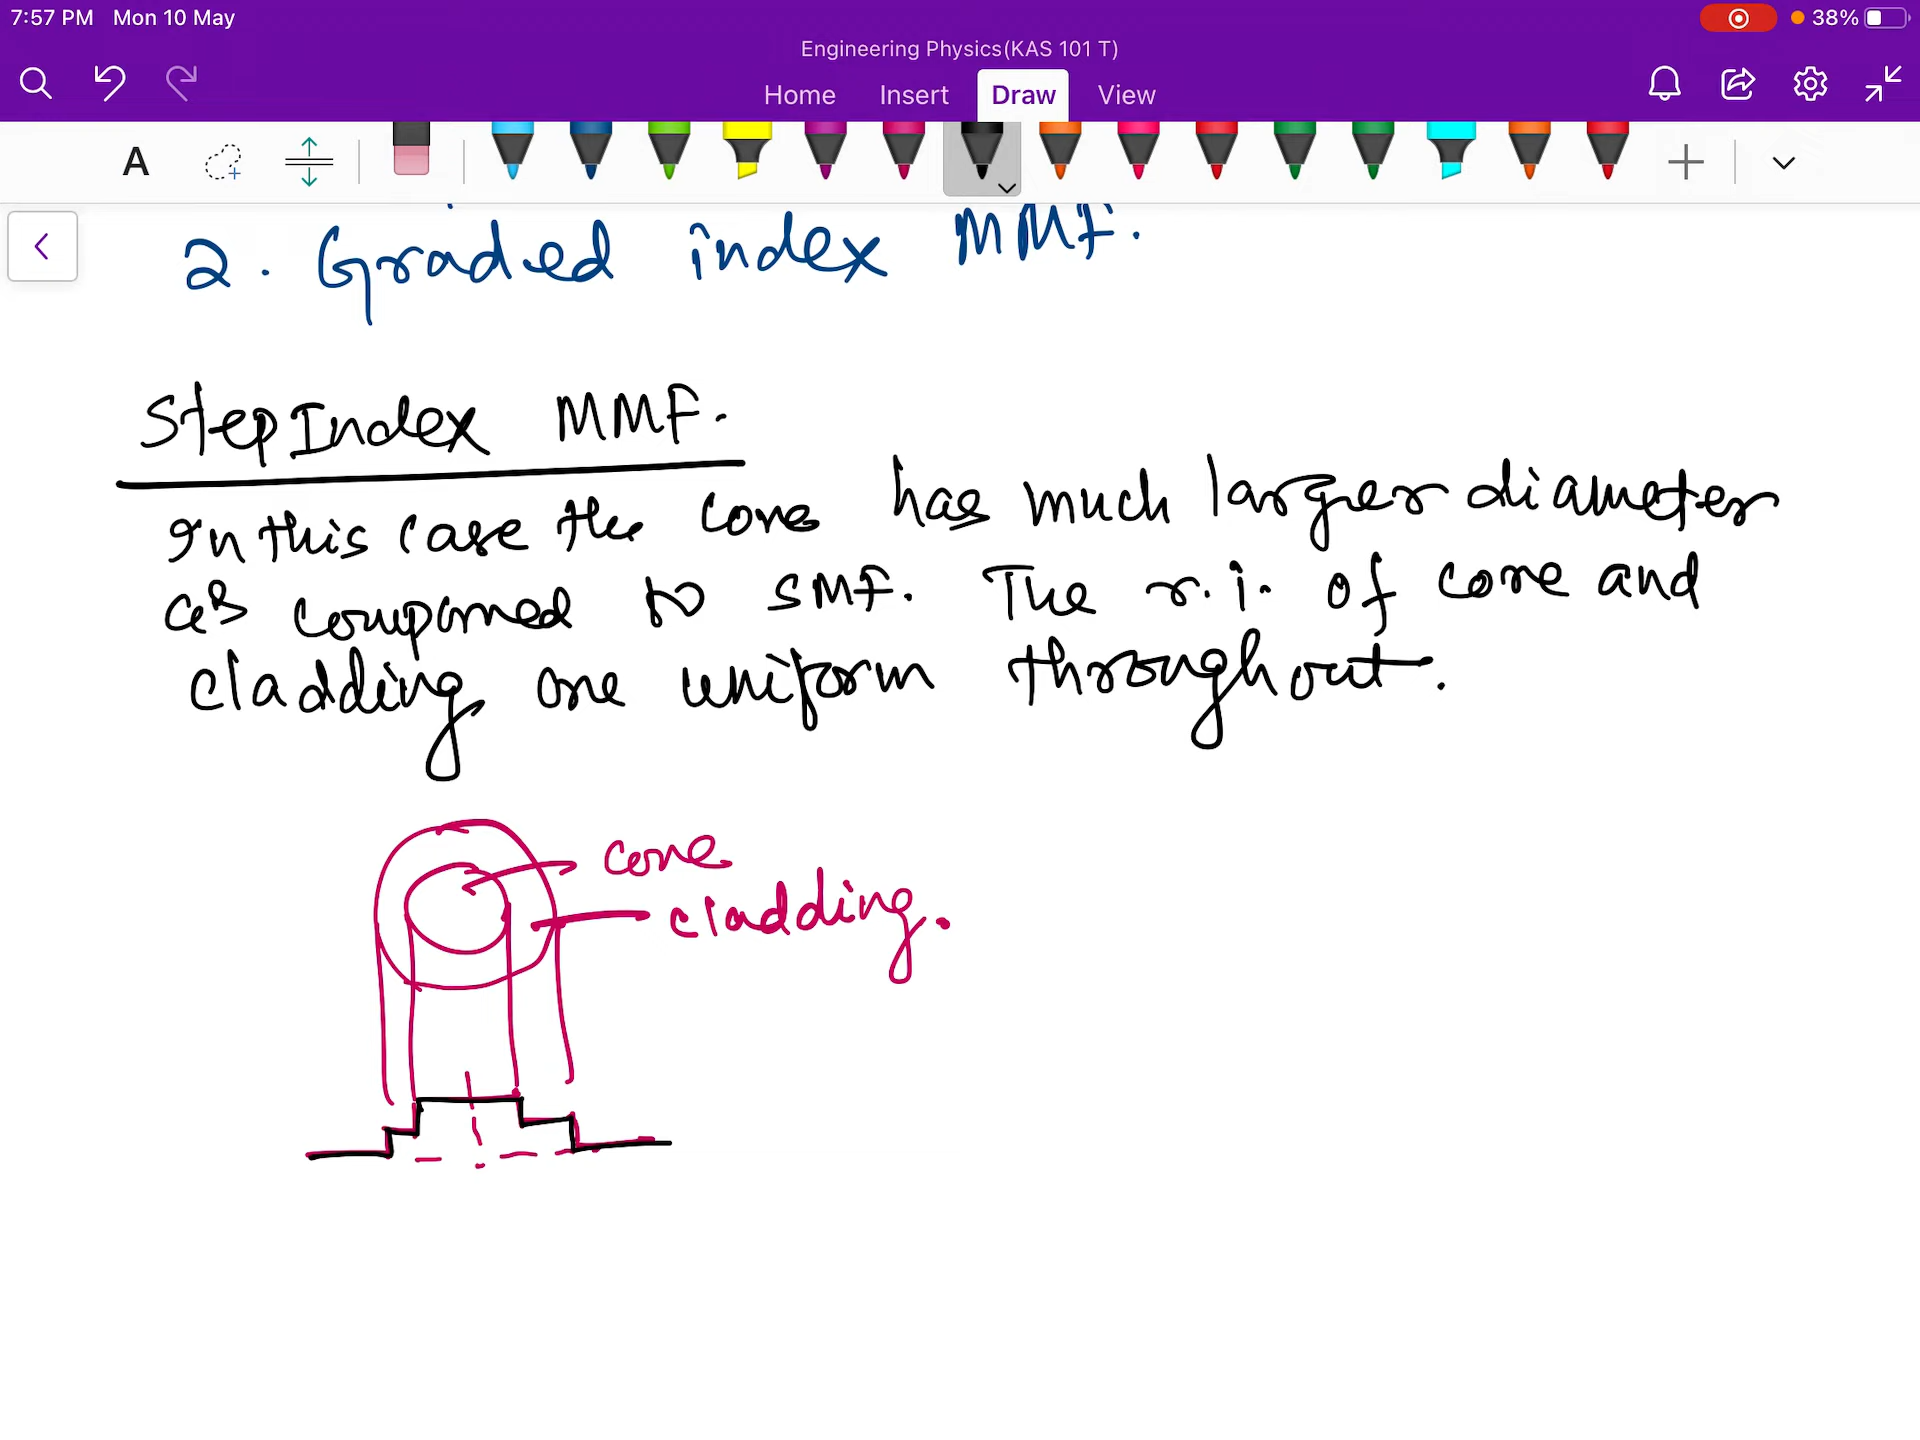 7:57 PM Mon 10 May
38%
Engineering Physics(KAS 101 T)
Home Insert Draw View
A
2. Graded index MMF.
Step Index MMF.
In this case the core has much larger diameter
as compared to SMF. The r.i. of core and
cladding are uniform throughout.
core
cladding.